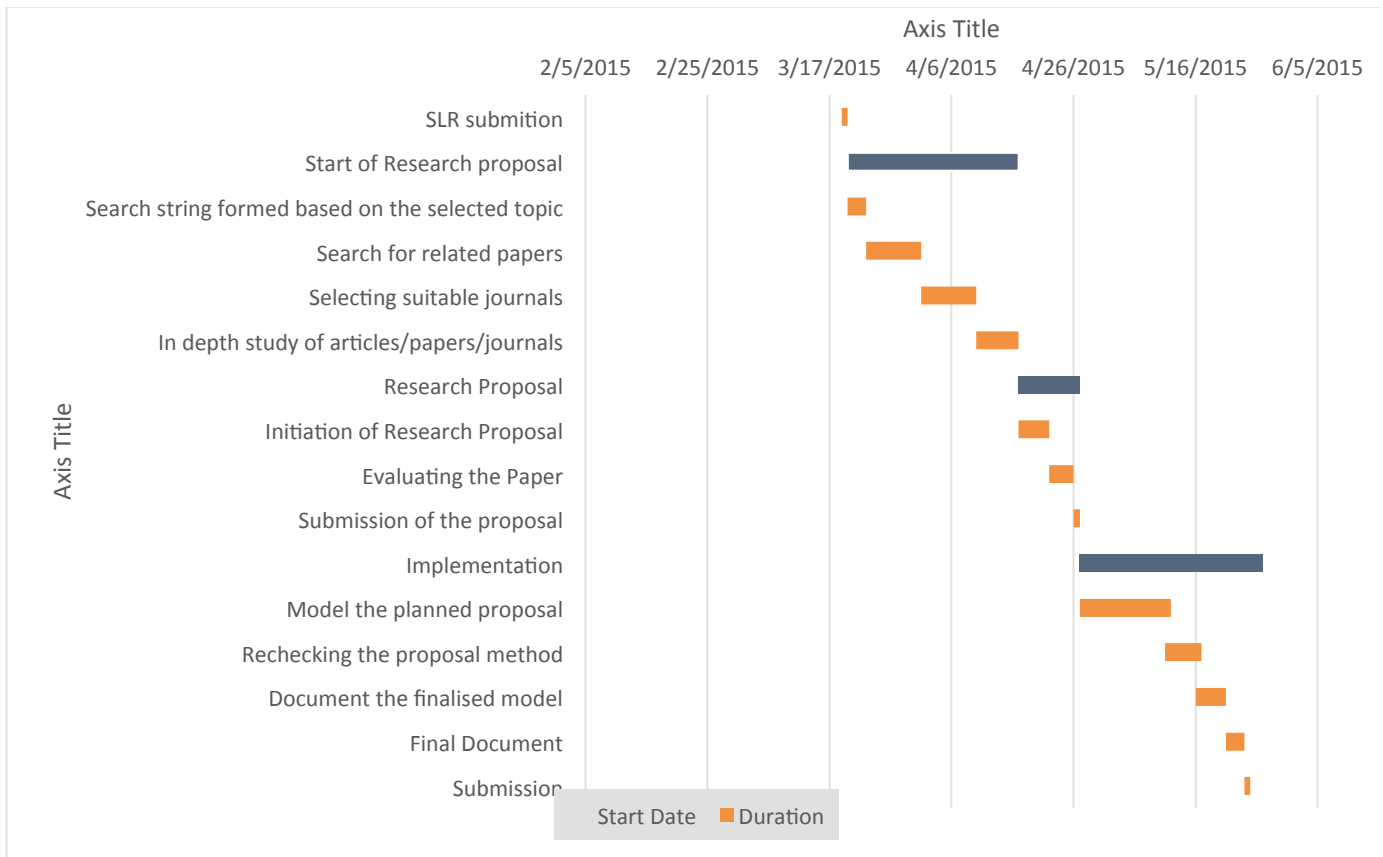 Axis Title
2/5/2015 2/25/2015 3/17/2015 4/6/2015 4/26/2015 5/16/2015 6/5/2015
SLR submition
Start of Research proposal
Search string formed based on the selected topic
Search for related papers
Selecting suitable journals
In depth study of articles/papers/journals
Research Proposal
Axis Title
Initiation of Research Proposal
Evaluating the Paper
Submission of the proposal
Implementation
Model the planned proposal
Rechecking the proposal method
Document the finalised model
Final Document
Submission
Start Date Duration